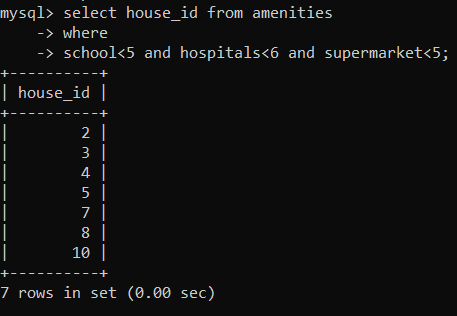 mysql> select house_id from amenities
    -> where
    -> school<5 and hospitals<6 and supermarket<5;
+----------+
| house_id |
+----------+
|        2 |
|        3 |
|        4 |
|        5 |
|        7 |
|        8 |
|       10 |
+----------+
7 rows in set (0.00 sec)